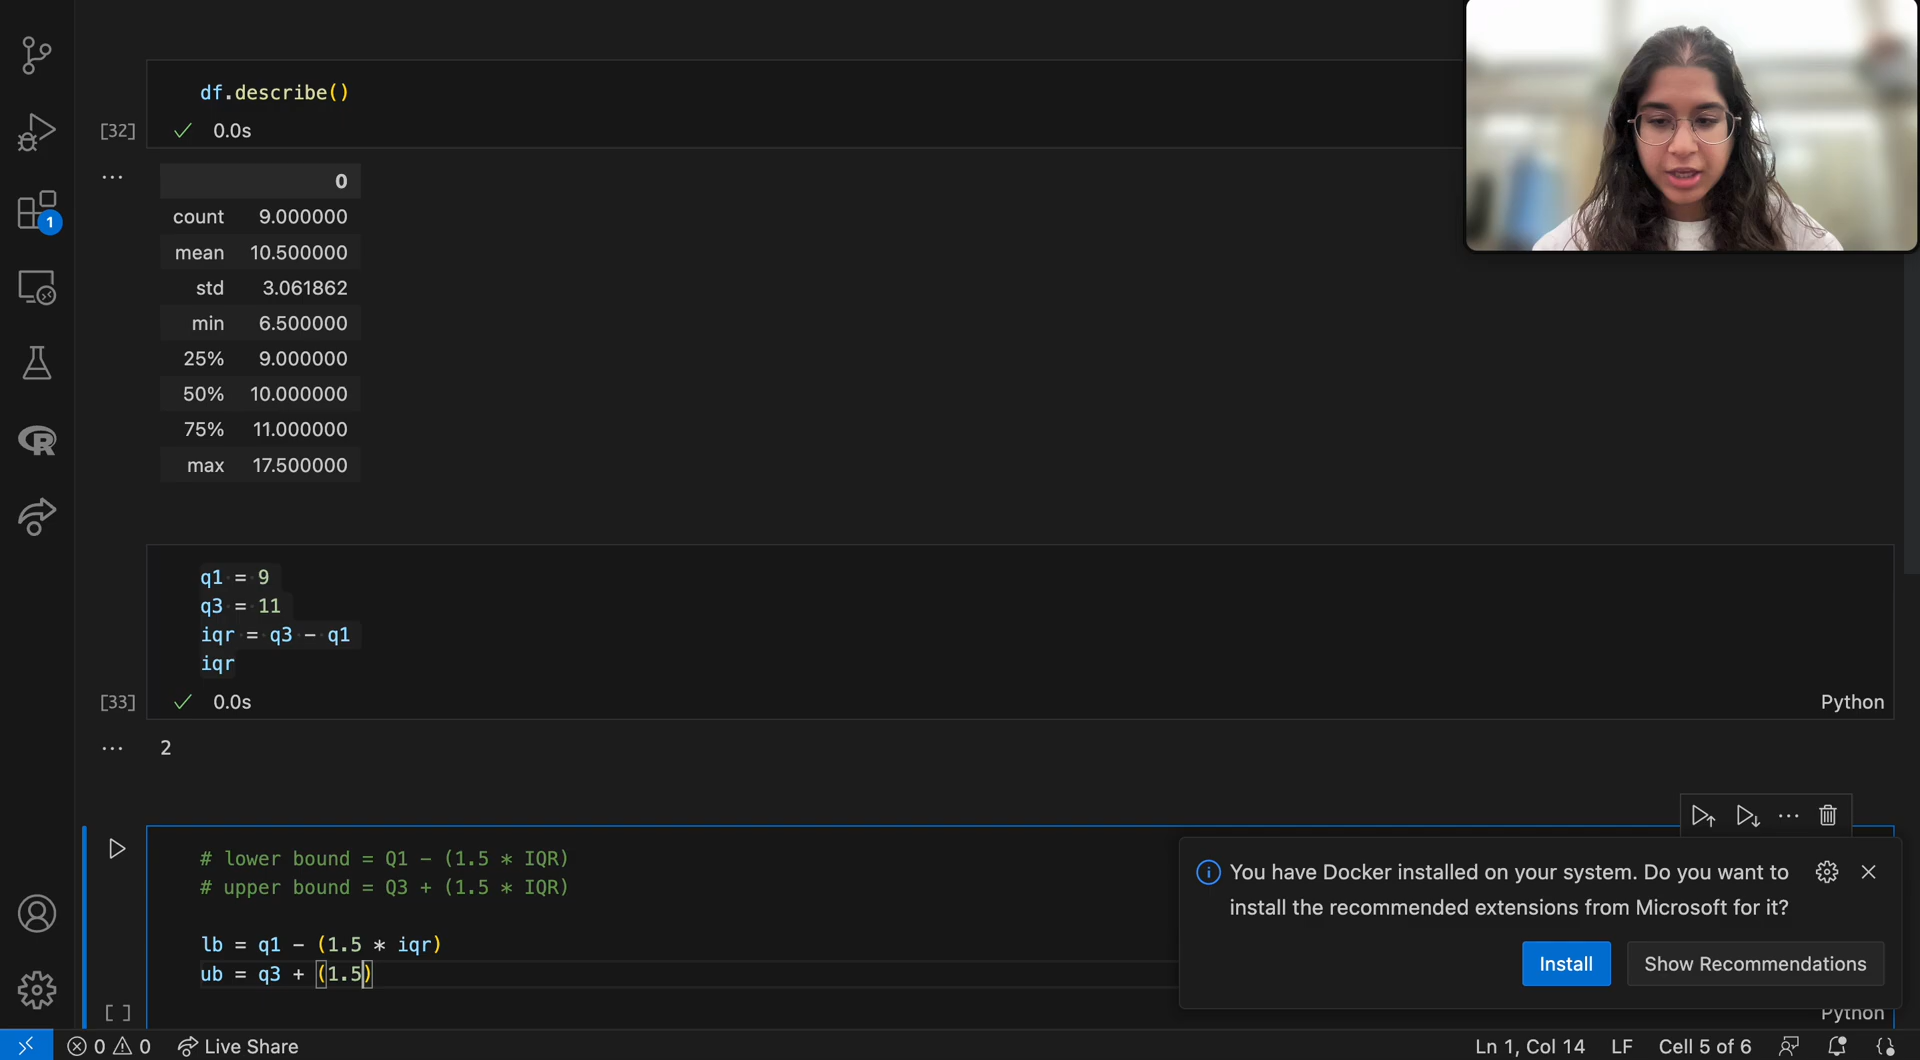 df.describe()
[32]
0.0s
...
0
count 9.000000
mean 10.500000
std 3.061862
min 6.500000
25% 9.000000
50% 10.000000
75% 11.000000
max 17.500000
1
q1 = 9
q3 = 11
iqr = q3 - q1
iqr
[33]
0.0s
Python
...
2
# lower bound = Q1 - (1.5 * IQR)
# upper bound = Q3 + (1.5 * IQR)
lb = q1 - (1.5 * iqr)
ub = q3 + (1.5)
[ ]
You have Docker installed on your system. Do you want to
install the recommended extensions from Microsoft for it?
Install
Show Recommendations
Python
0 0
Live Share
Ln 1, Col 14
LF
Cell 5 of 6